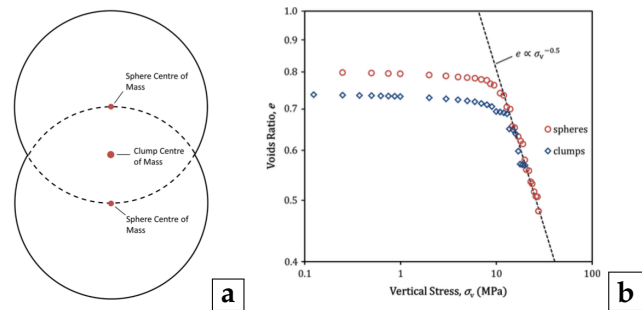 Sphere Centre of
Mass
Clump Centre
of Mass
Sphere Centre of
Mass
a
1.0
0.9
0.8
0.7
0.6
0.5
0.4
Voids Ratio, e
e ∝ σᵥ⁻⁰·⁵
spheres
clumps
0.1
1
10
100
Vertical Stress, σᵥ (MPa)
b